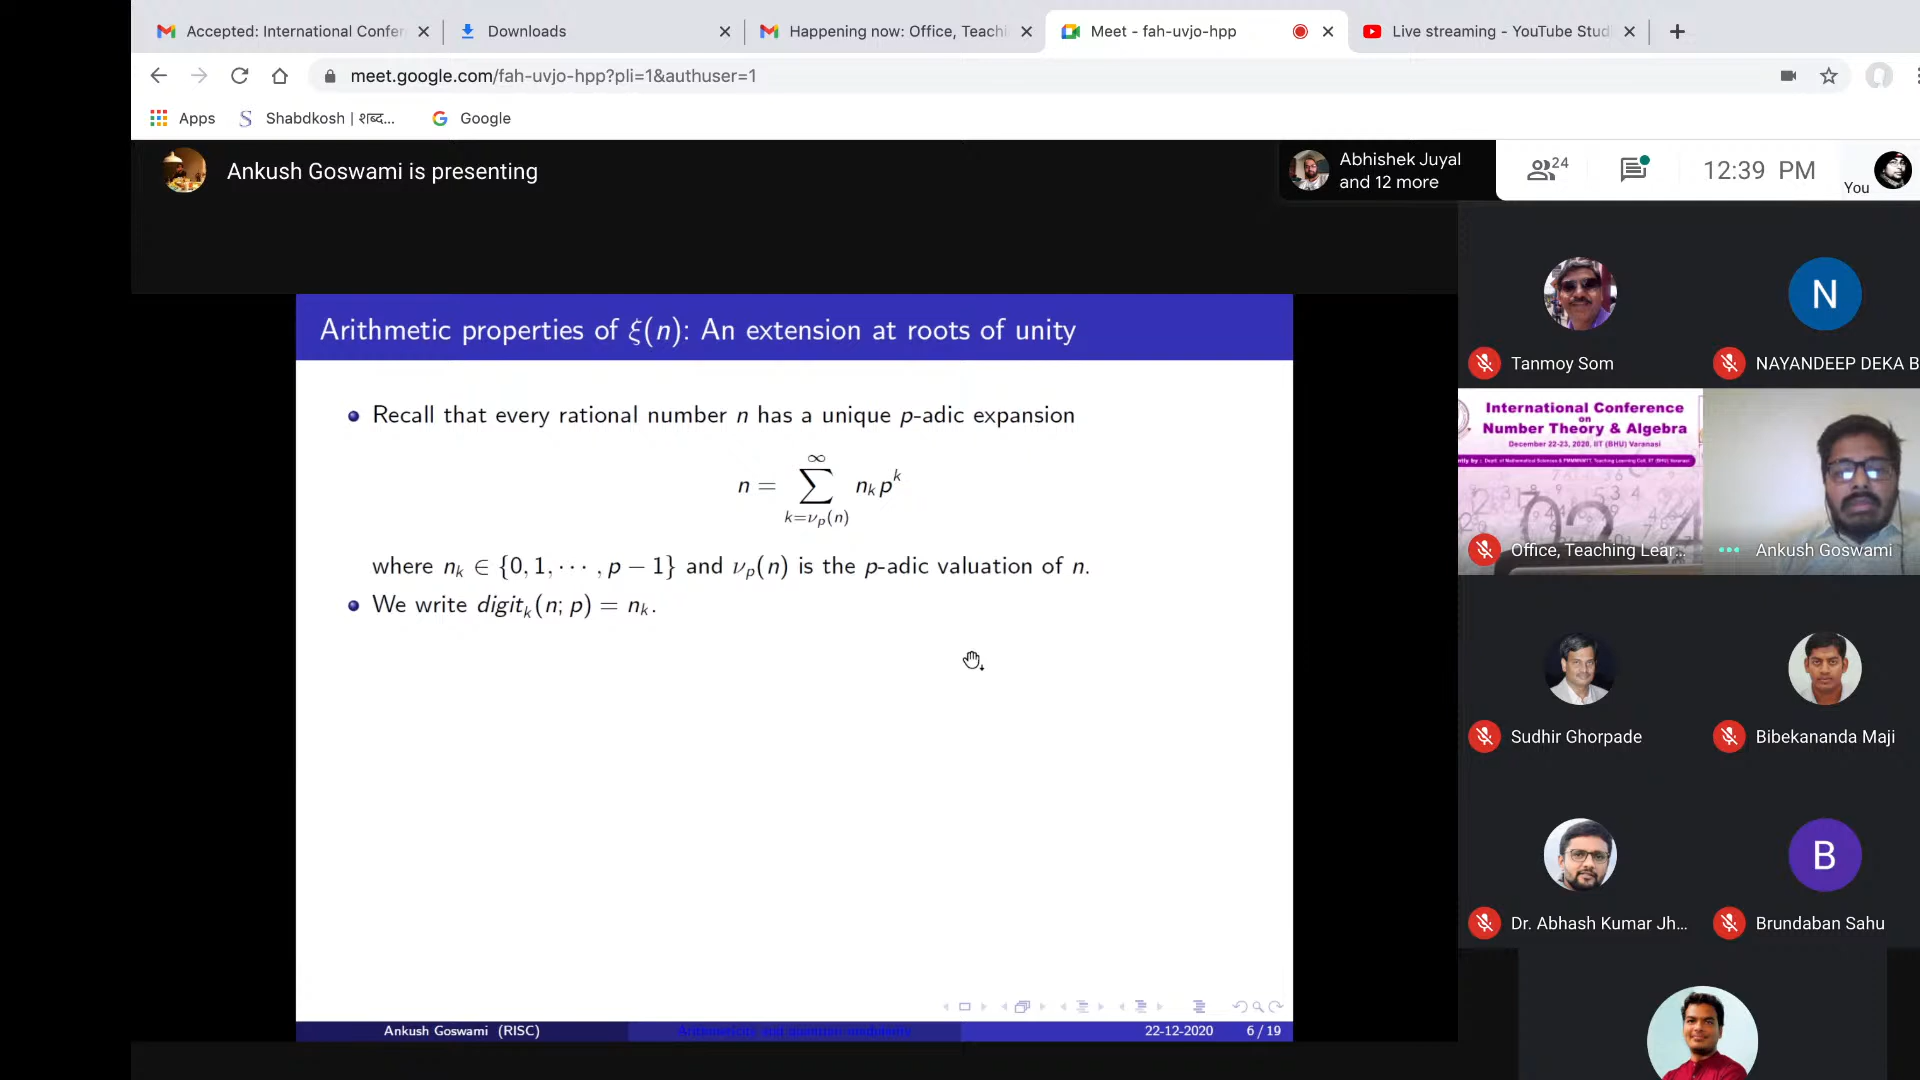 Accepted: International Confer
Downloads
Happening now: Office, Teachi
Meet - fah-uvjo-hpp
Live streaming - YouTube Stud
meet.google.com/fah-uvjo-hpp?pli=1&authuser=1
Apps
Shabdkosh | शब्द...
Google
Ankush Goswami is presenting
Abhishek Juyal
and 12 more
24
12:39 PM
You
Arithmetic properties of ξ(n): An extension at roots of unity
Recall that every rational number n has a unique p-adic expansion
n = ∑_{k=ν_p(n)}^{∞} n_k p^k
where n_k ∈ {0, 1, ⋯ , p − 1} and ν_p(n) is the p-adic valuation of n.
We write digit_k(n; p) = n_k.
Ankush Goswami (RISC)
22-12-2020
6 / 19
Tanmoy Som
N
NAYANDEEP DEKA B
International Conference
on
Number Theory & Algebra
December 22-23, 2020, IIT (BHU) Varanasi
Office, Teaching Lear...
Ankush Goswami
Sudhir Ghorpade
Bibekananda Maji
Dr. Abhash Kumar Jh...
B
Brundaban Sahu